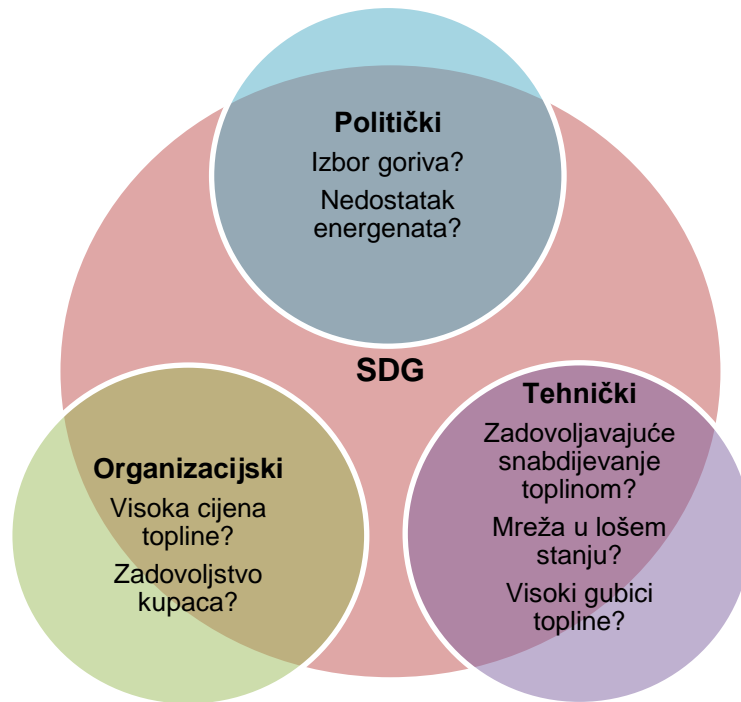 Politički
Izbor goriva?
Nedostatak
energenata?
SDG
Organizacijski
Visoka cijena
topline?
Zadovoljstvo
kupaca?
Tehnički
Zadovoljavajuće
snabdijevanje
toplinom?
Mreža u lošem
stanju?
Visoki gubici
topline?